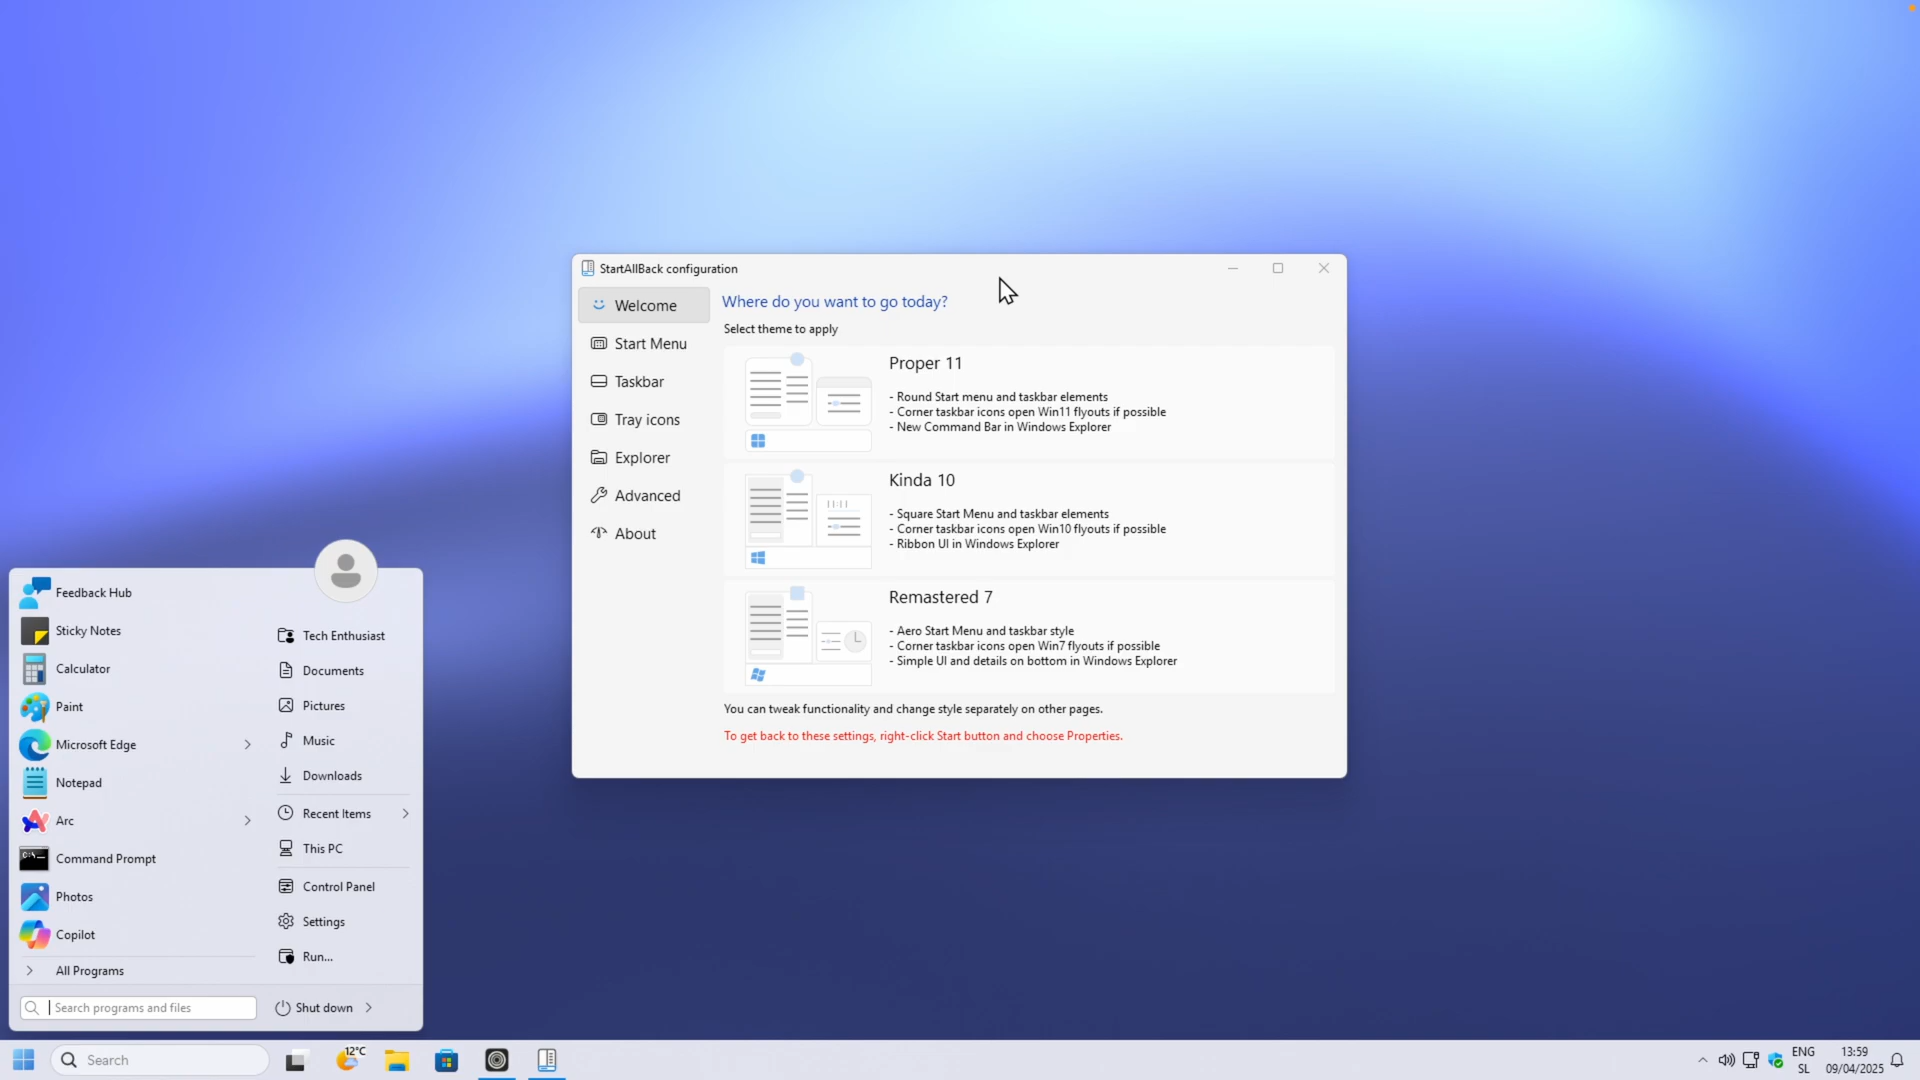 StartAllBack configuration
Welcome
Start Menu
Taskbar
Tray icons
Explorer
Advanced
About
Where do you want to go today?
Select theme to apply
Proper 11
- Round Start menu and taskbar elements
- Corner taskbar icons open Win11 flyouts if possible
- New Command Bar in Windows Explorer
Kinda 10
- Square Start Menu and taskbar elements
- Corner taskbar icons open Win10 flyouts if possible
- Ribbon UI in Windows Explorer
Remastered 7
- Aero Start Menu and taskbar style
- Corner taskbar icons open Win7 flyouts if possible
- Simple UI and details on bottom in Windows Explorer
You can tweak functionality and change style separately on other pages.
To get back to these settings, right-click Start button and choose Properties.
Feedback Hub
Sticky Notes
Calculator
Paint
Microsoft Edge
Notepad
Arc
Command Prompt
Photos
Copilot
All Programs
Search programs and files
Tech Enthusiast
Documents
Pictures
Music
Downloads
Recent Items
This PC
Control Panel
Settings
Run...
Shut down
Search
12°C
ENG
SL
13:59
09/04/2025